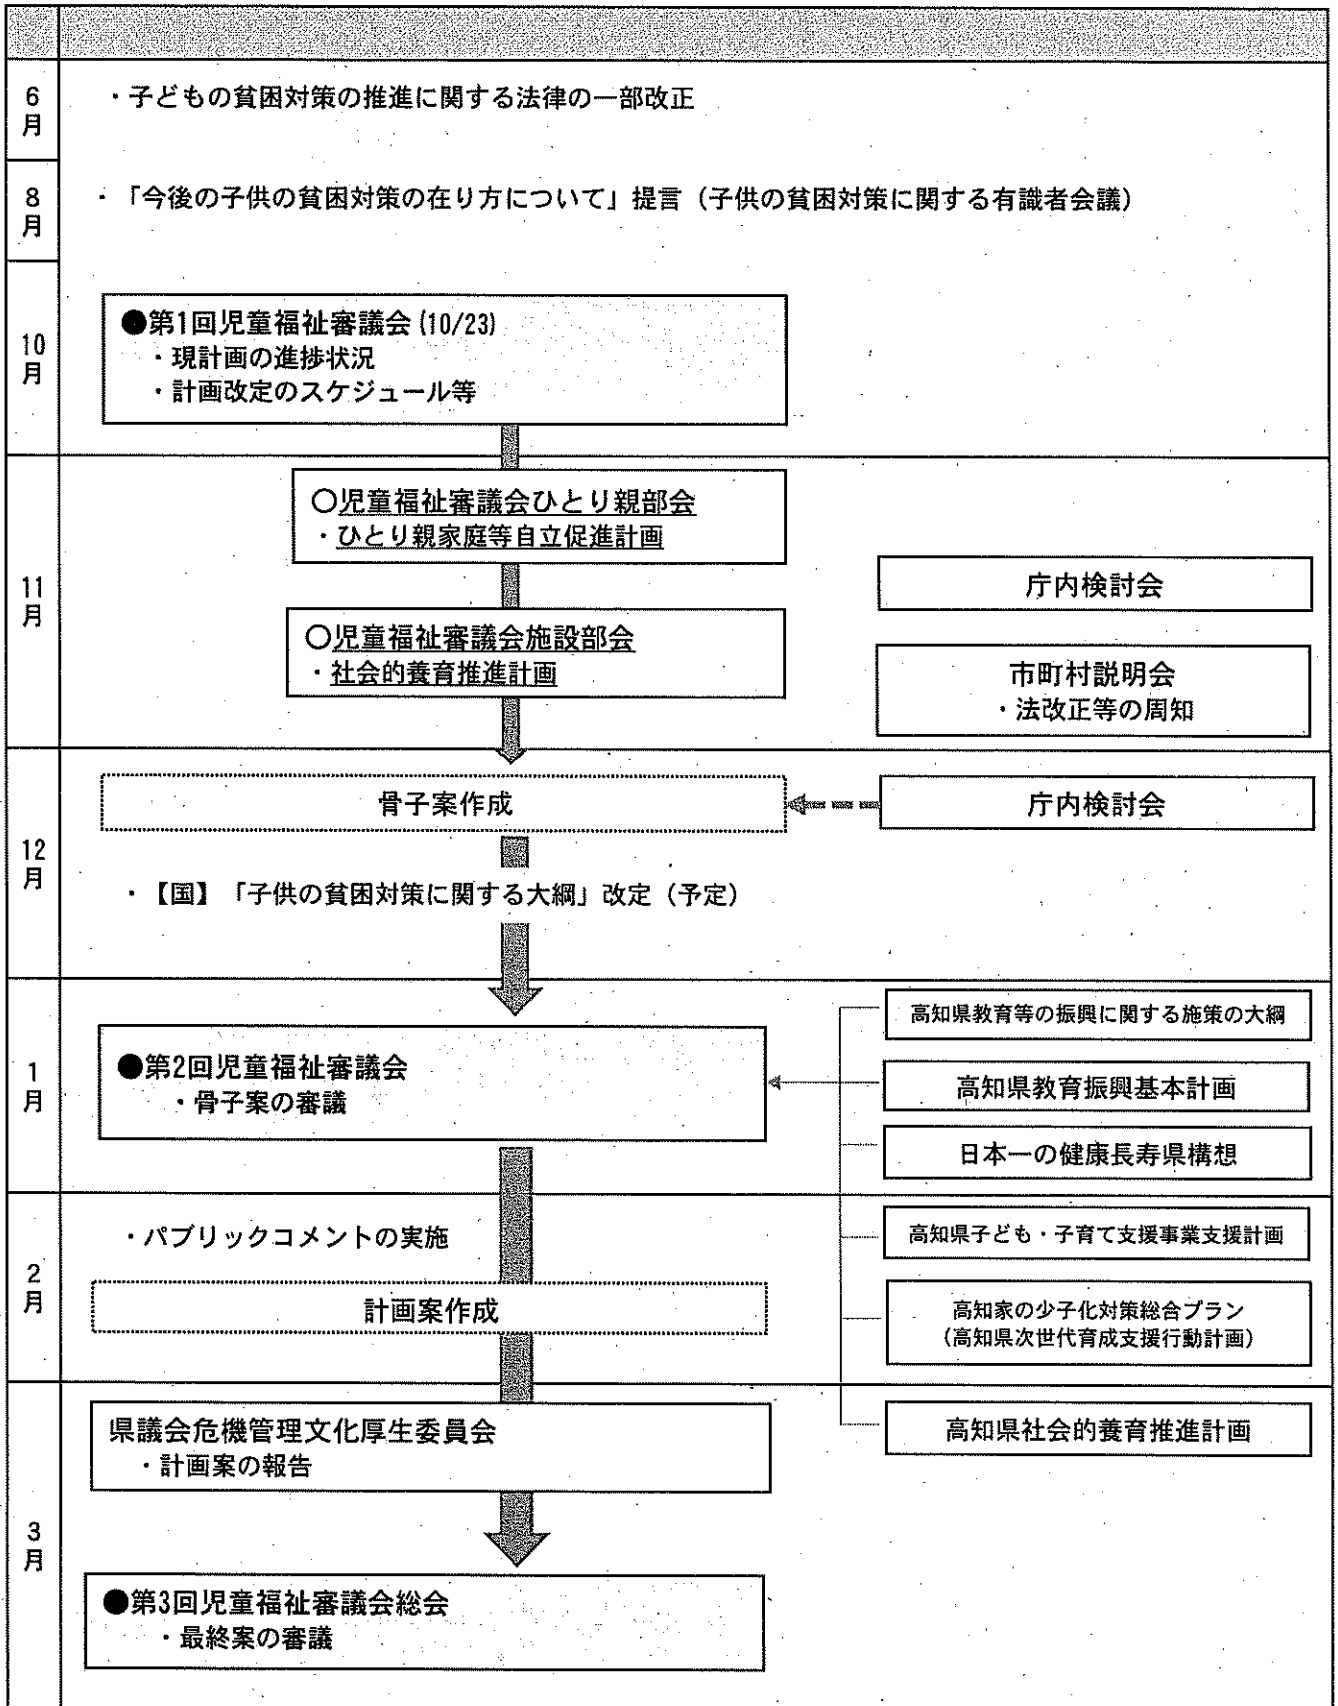 6月
・子どもの貧困対策の推進に関する法律の一部改正
8月
・「今後の子供の貧困対策の在り方について」提言（子供の貧困対策に関する有識者会議）
10月
●第1回児童福祉審議会(10/23)
・現計画の進捗状況
・計画改定のスケジュール等
11月
〇児童福祉審議会ひとり親部会
・ひとり親家庭等自立促進計画
〇児童福祉審議会施設部会
・社会的養育推進計画
庁内検討会
市町村説明会
・法改正等の周知
12月
骨子案作成
庁内検討会
・【国】「子供の貧困対策に関する大綱」改定（予定）
1月
●第2回児童福祉審議会
・骨子案の審議
高知県教育等の振興に関する施策の大綱
高知県教育振興基本計画
日本一の健康長寿県構想
2月
・パブリックコメントの実施
計画案作成
高知県子ども・子育て支援事業支援計画
高知家の少子化対策総合プラン
（高知県次世代育成支援行動計画）
3月
県議会危機管理文化厚生委員会
・計画案の報告
高知県社会的養育推進計画
●第3回児童福祉審議会総会
・最終案の審議